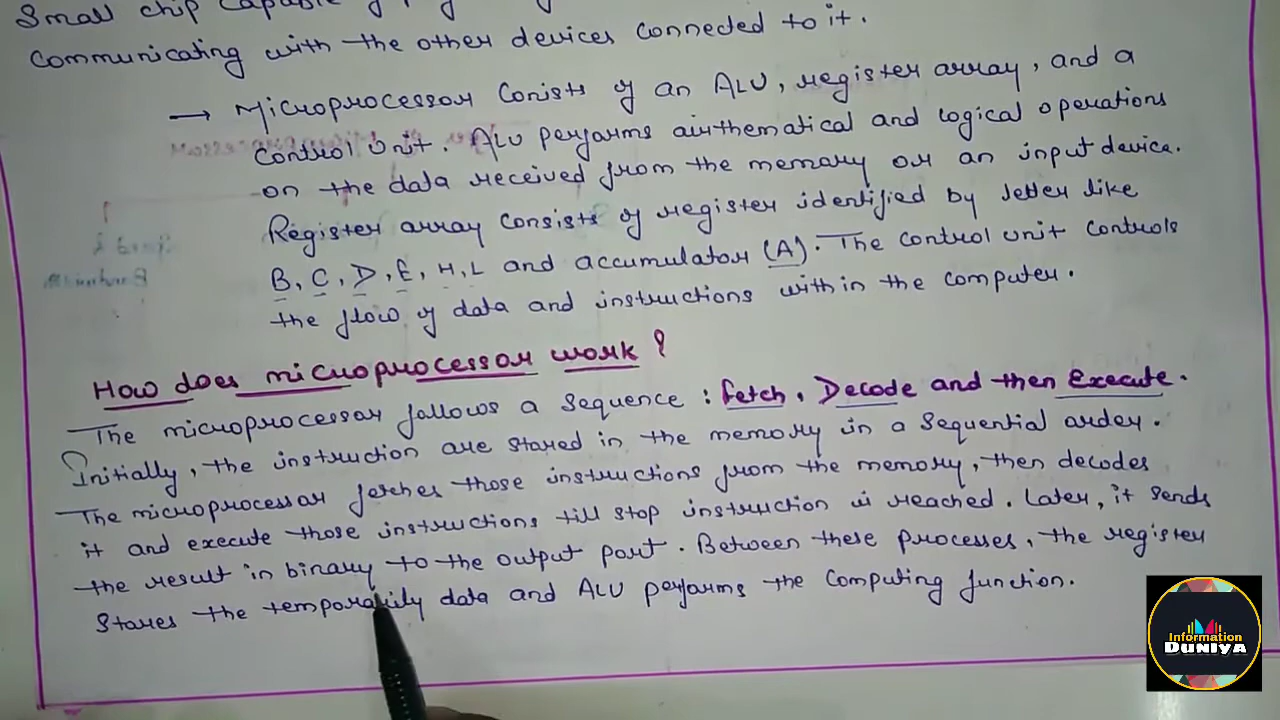 Small chip capable
Communicating with the other devices connected to it.
→ Microprocessor Conists of an ALU, register array, and a
Control Unit. ALU performs airthematical and logical operations
on the data received from the memory or an input device.
Register array consists of register identified by letter like
B, C, D, E, H, L and accumulator (A). The control unit controls
the flow of data and instructions within the computer.
How does microprocessor work?
The microprocessor follows a sequence : Fetch, Decode and then Execute.
Initially, the instruction are stored in the memory in a sequential order.
The microprocessor fetches those instructions from the memory, then decodes
it and execute those instructions till stop instruction is reached. Later, it sends
the result in binary to the output port. Between these processes, the register
Stores the temporarily data and ALU performs the Computing function.
Information
Duniya